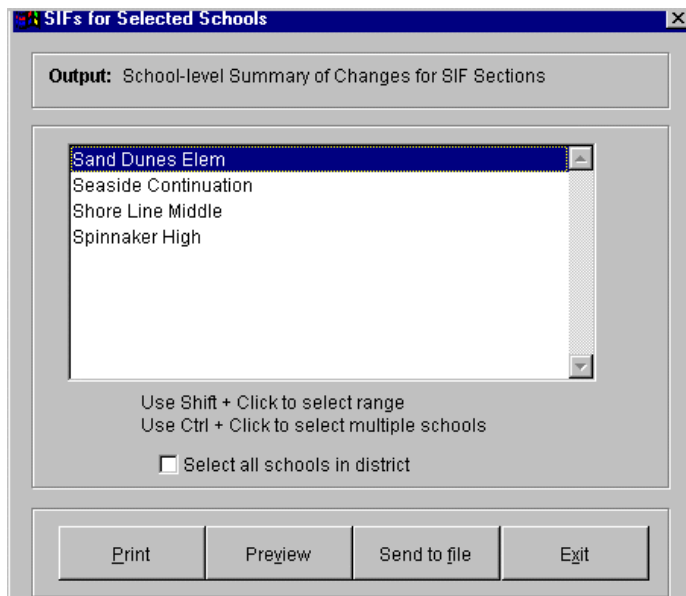 SIFs for Selected Schools
Output: School-level Summary of Changes for SIF Sections
Sand Dunes Elem
Seaside Continuation
Shore Line Middle
Spinnaker High
Use Shift + Click to select range
Use Ctrl + Click to select multiple schools
Select all schools in district
Print Preview Send to file Exit